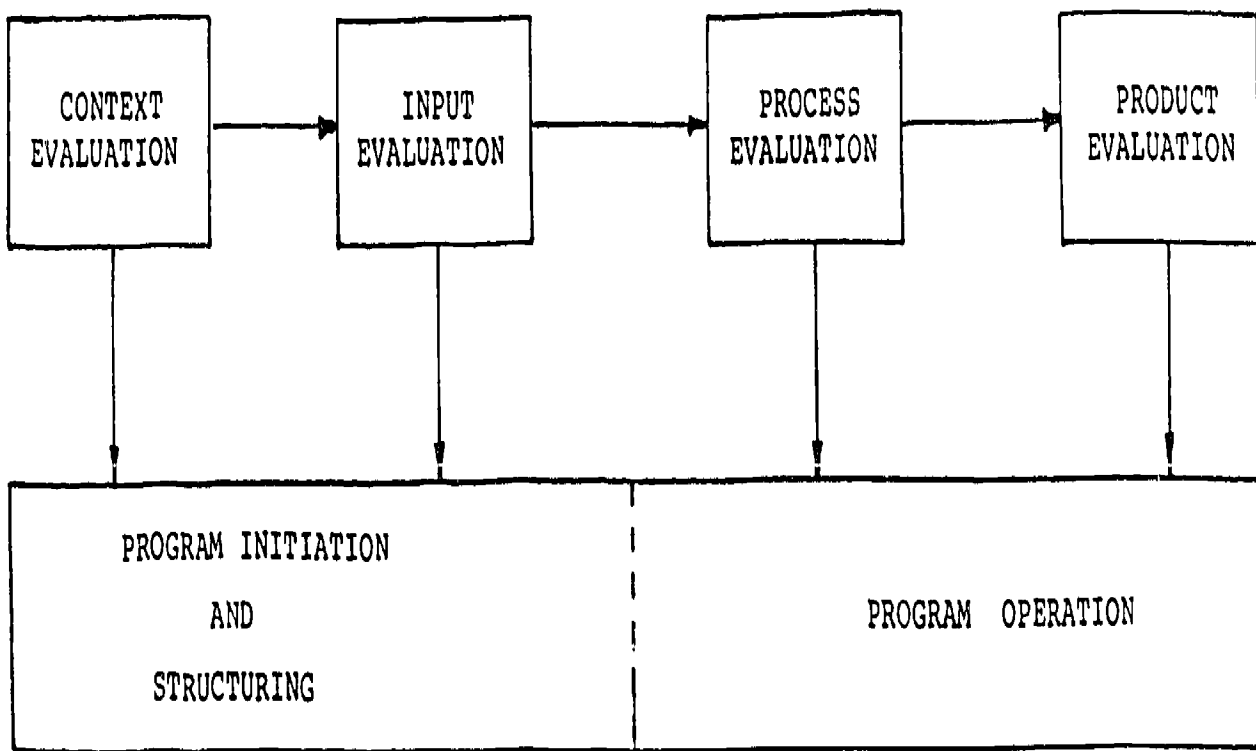 CONTEXT
EVALUATION
INPUT
EVALUATION
PROCESS
EVALUATION
PRODUCT
EVALUATION
PROGRAM INITIATION
AND
STRUCTURING
PROGRAM OPERATION